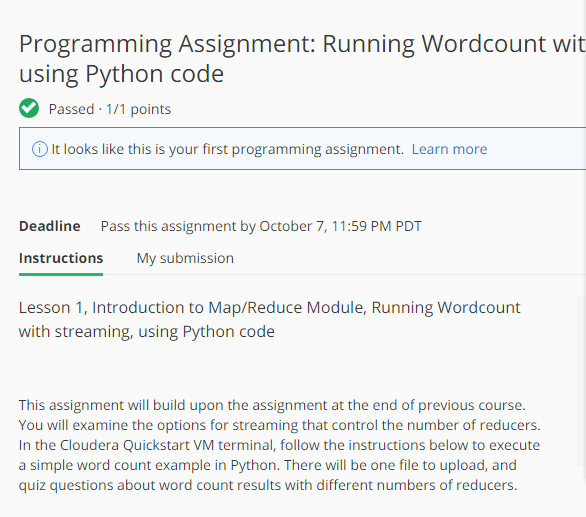 Programming Assignment: Running Wordcount wit
using Python code
Passed · 1/1 points
It looks like this is your first programming assignment. Learn more
Deadline Pass this assignment by October 7, 11:59 PM PDT
Instructions My submission
Lesson 1, Introduction to Map/Reduce Module, Running Wordcount
with streaming, using Python code
This assignment will build upon the assignment at the end of previous course.
You will examine the options for streaming that control the number of reducers.
In the Cloudera Quickstart VM terminal, follow the instructions below to execute
a simple word count example in Python. There will be one file to upload, and
quiz questions about word count results with different numbers of reducers.